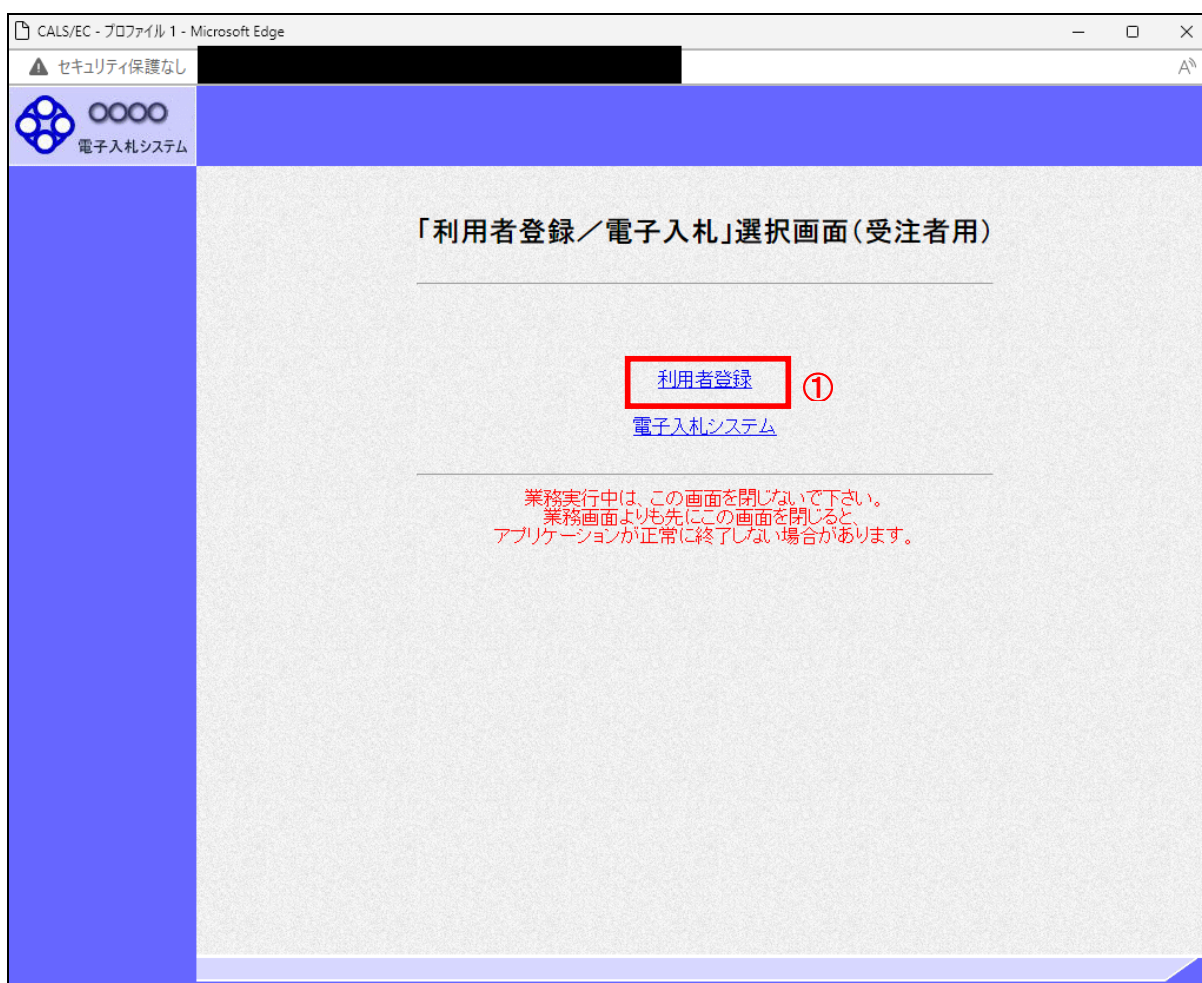 CALS/EC - プロファイル 1 - Microsoft Edge
セキュリティ保護なし
○○○○
電子入札システム
「利用者登録／電子入札」選択画面(受注者用)
利用者登録
①
電子入札システム
業務実行中は、この画面を閉じないで下さい。
業務画面よりも先にこの画面を閉じると、
アプリケーションが正常に終了しない場合があります。